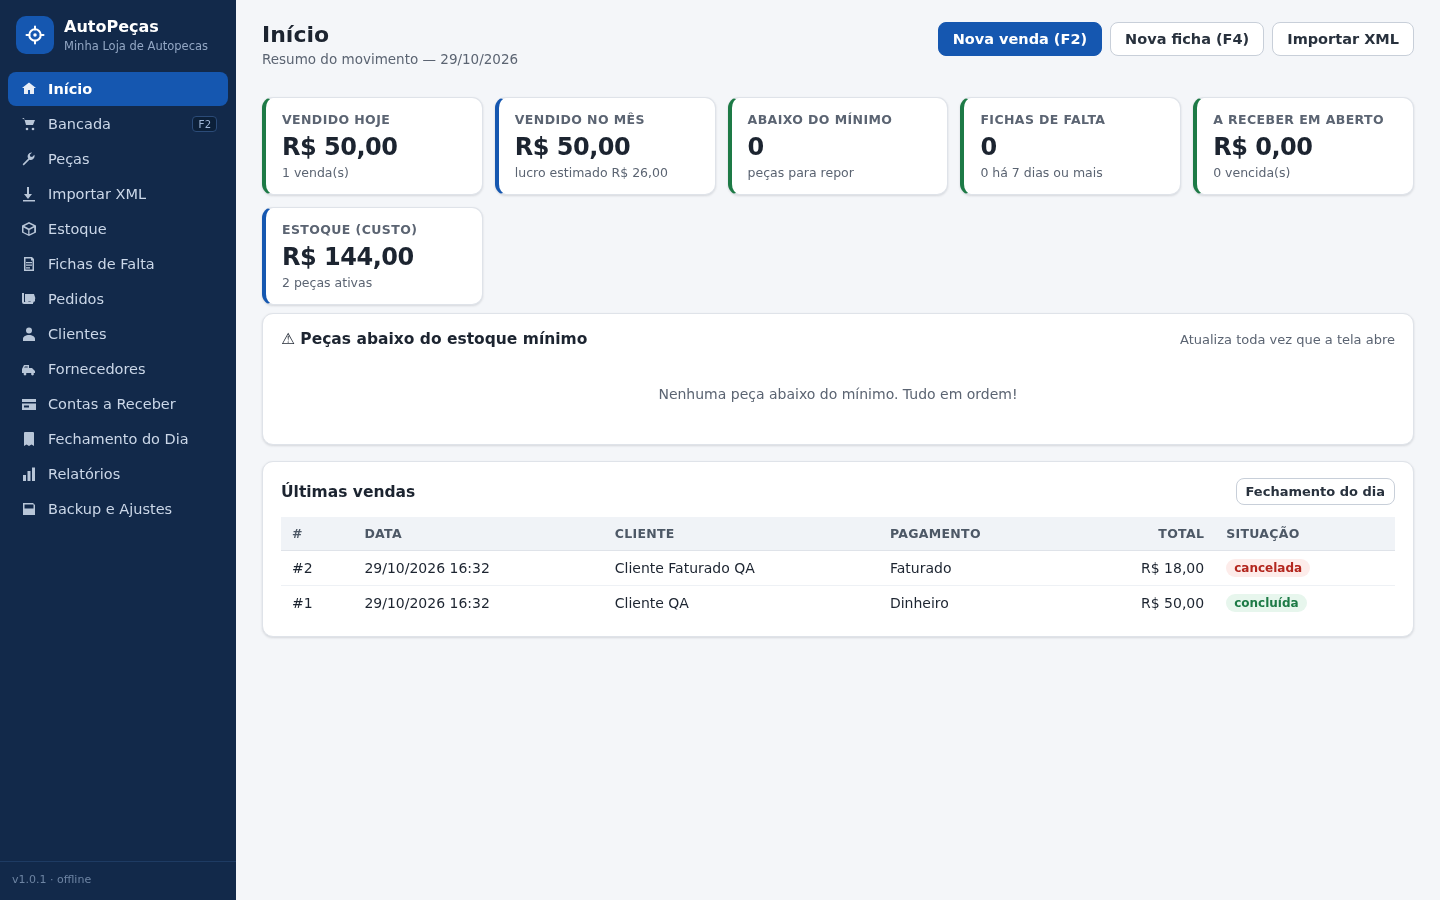 AutoPeças
Minha Loja de Autopecas
Início
Bancada F2
Peças
Importar XML
Estoque
Fichas de Falta
Pedidos
Clientes
Fornecedores
Contas a Receber
Fechamento do Dia
Relatórios
Backup e Ajustes
v1.0.1 · offline
Início
Resumo do movimento — 29/10/2026
Nova venda (F2) Nova ficha (F4) Importar XML
VENDIDO HOJE
R$ 50,00
1 venda(s)
VENDIDO NO MÊS
R$ 50,00
lucro estimado R$ 26,00
ABAIXO DO MÍNIMO
0
peças para repor
FICHAS DE FALTA
0
0 há 7 dias ou mais
A RECEBER EM ABERTO
R$ 0,00
0 vencida(s)
ESTOQUE (CUSTO)
R$ 144,00
2 peças ativas
⚠ Peças abaixo do estoque mínimo
Atualiza toda vez que a tela abre
Nenhuma peça abaixo do mínimo. Tudo em ordem!
Últimas vendas
Fechamento do dia
# DATA CLIENTE PAGAMENTO TOTAL SITUAÇÃO
#2 29/10/2026 16:32 Cliente Faturado QA Faturado R$ 18,00 cancelada
#1 29/10/2026 16:32 Cliente QA Dinheiro R$ 50,00 concluída